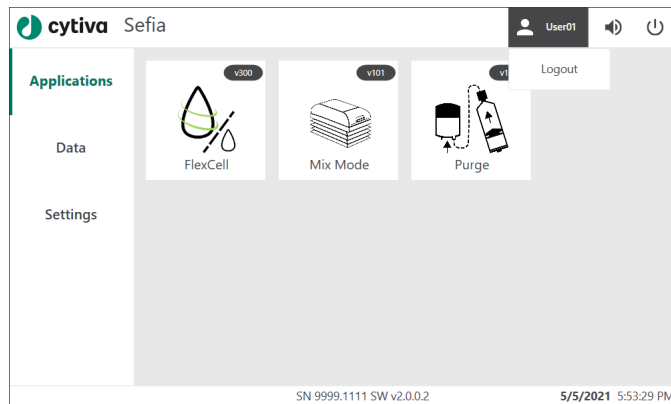 cytiva Sefia
User01
Logout
Applications
Data
Settings
v300
FlexCell
v101
Mix Mode
Purge
SN 9999.1111 SW v2.0.0.2
5/5/2021 5:53:29 PM